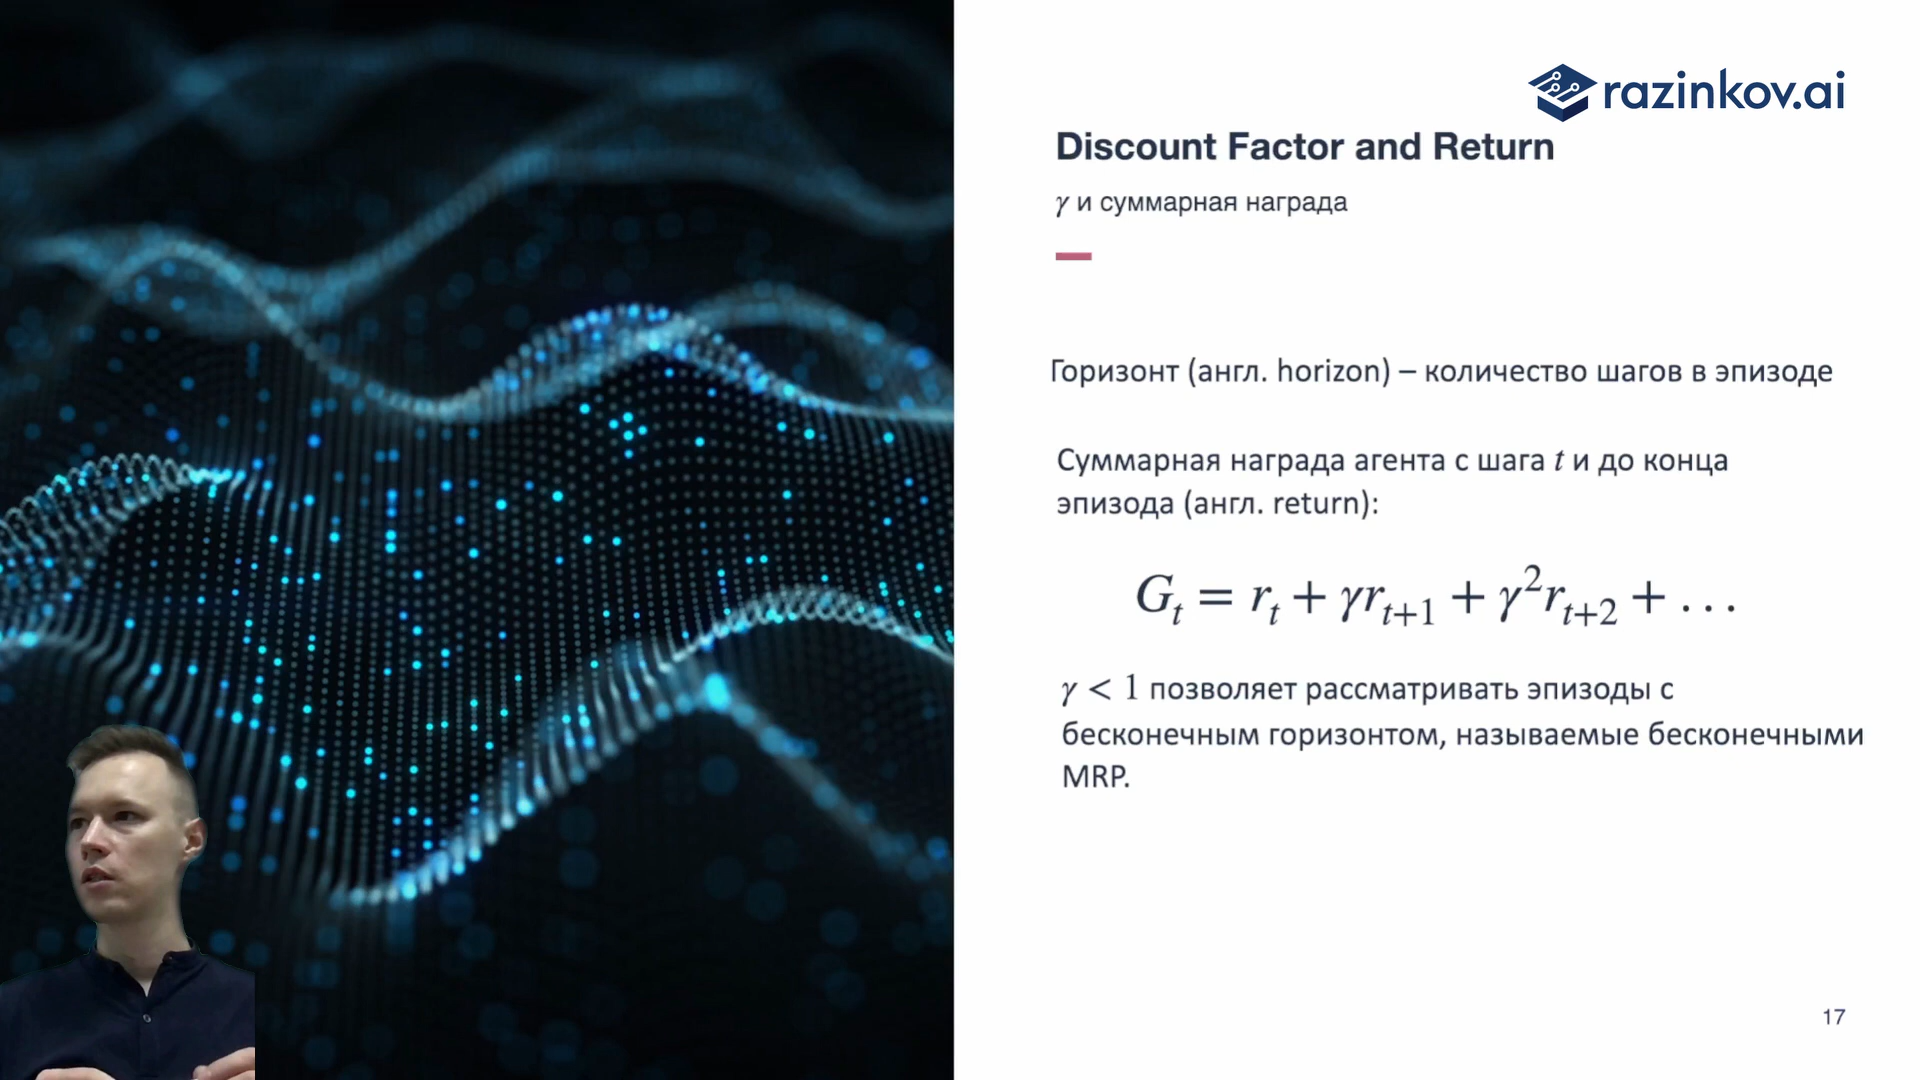 razinkov.ai
Discount Factor and Return
γ и суммарная награда
Горизонт (англ. horizon) – количество шагов в эпизоде
Суммарная награда агента с шага t и до конца
эпизода (англ. return):
G_t = r_t + γr_{t+1} + γ^2r_{t+2} + . . .
γ < 1 позволяет рассматривать эпизоды с
бесконечным горизонтом, называемые бесконечными
MRP.
17